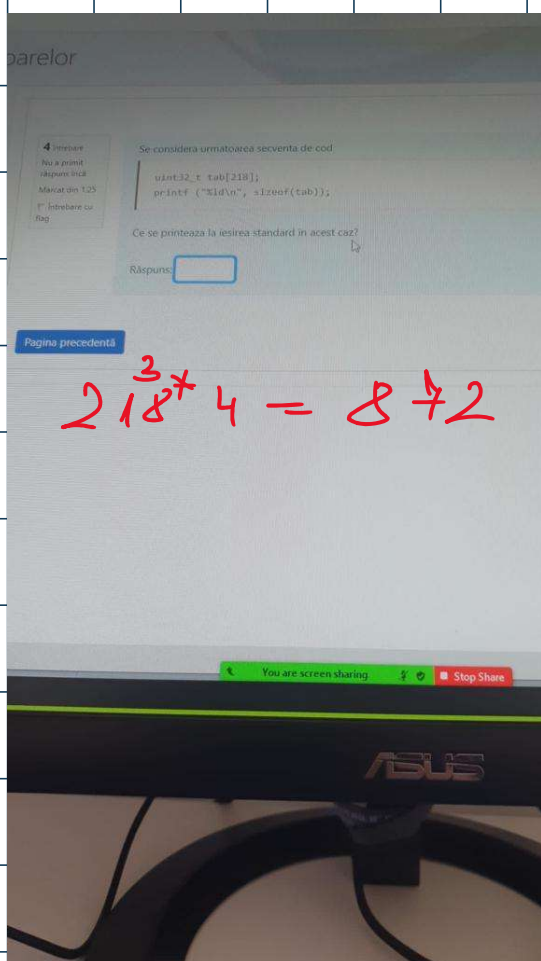 parelor
4 Întrebare
Nu a primit
răspuns încă
Marcat din 1,25
Întrebare cu
flag
Se considera urmatoarea secventa de cod
uint32_t tab[218];
printf ("%ld\n", sizeof(tab));
Ce se printeaza la iesirea standard in acest caz?
Răspuns:
Pagina precedentă
3
218 * 4 = 872
You are screen sharing
Stop Share
ASUS